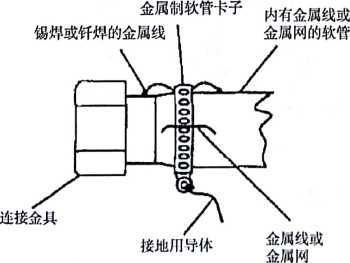 金属制软管卡子
锡焊或钎焊的金属线
内有金属线或
金属网的软管
连接金具
接地用导体
金属线或
金属网